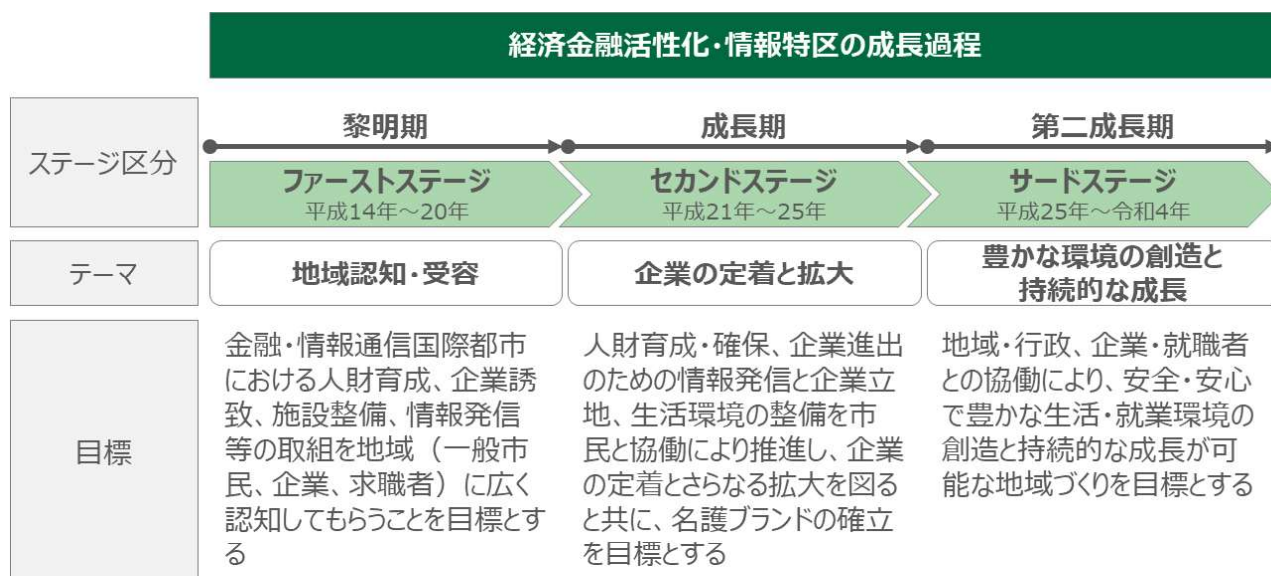 経済金融活性化・情報特区の成長過程
ステージ区分
黎明期
成長期
第二成長期
ファーストステージ
平成14年～20年
セカンドステージ
平成21年～25年
サードステージ
平成25年～令和4年
テーマ
地域認知・受容
企業の定着と拡大
豊かな環境の創造と
持続的な成長
目標
金融・情報通信国際都市
における人財育成、企業誘
致、施設整備、情報発信
等の取組を地域（一般市
民、企業、求職者）に広く
認知してもらうことを目標とす
る
人財育成・確保、企業進出
のための情報発信と企業立
地、生活環境の整備を市
民と協働により推進し、企業
の定着とさらなる拡大を図る
と共に、名護ブランドの確立
を目標とする
地域・行政、企業・就職者
との協働により、安全・安心
で豊かな生活・就業環境の
創造と持続的な成長が可
能な地域づくりを目標とする